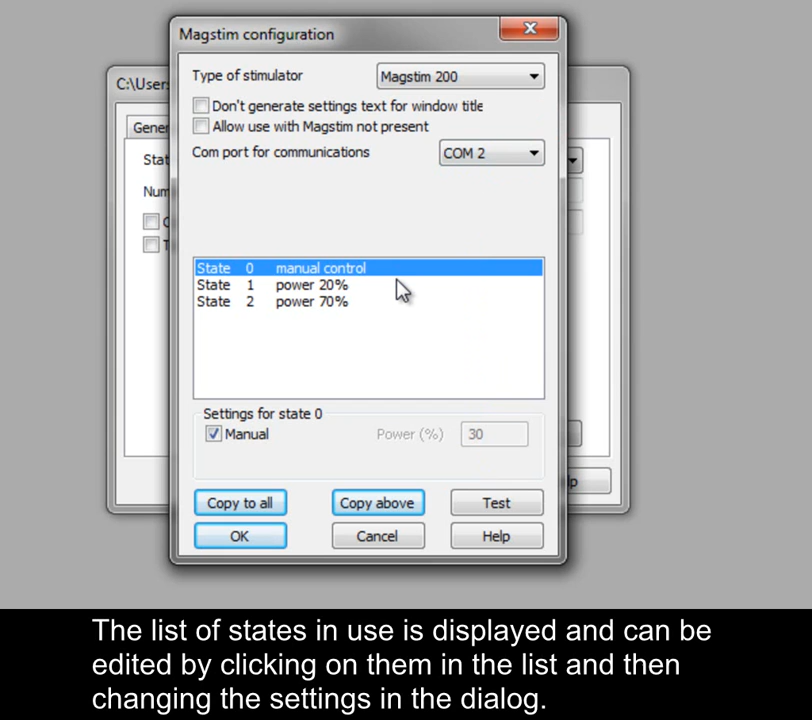 Magstim configuration
C:\User
Type of stimulator Magstim 200
Don't generate settings text for window title
Gener
Allow use with Magstim not present
Com port for communications COM 2
Stat
Num
State 0 manual control
State 1 power 20%
State 2 power 70%
Settings for state 0
Manual Power (%) 30
Copy to all Copy above Test
OK Cancel Help
The list of states in use is displayed and can be
edited by clicking on them in the list and then
changing the settings in the dialog.